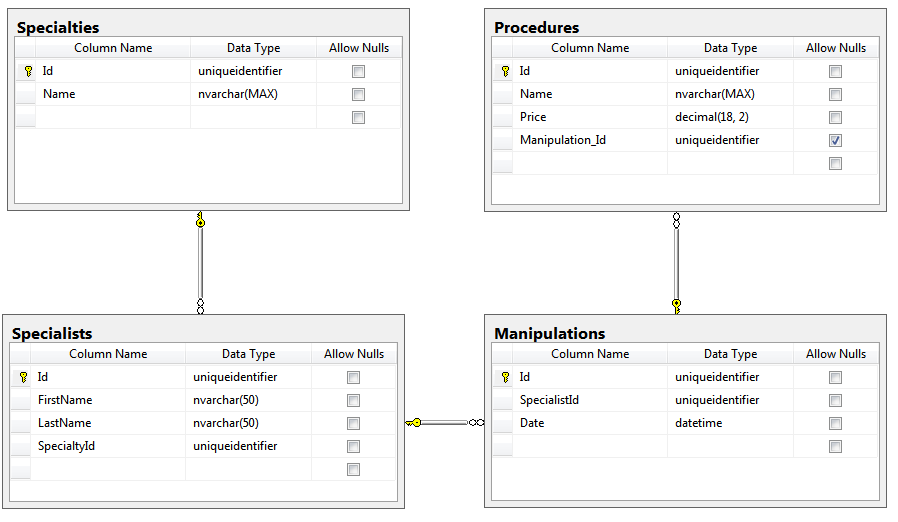 Specialties
Column Name Data Type Allow Nulls
Id uniqueidentifier
Name nvarchar(MAX)
Procedures
Column Name Data Type Allow Nulls
Id uniqueidentifier
Name nvarchar(MAX)
Price decimal(18, 2)
Manipulation_Id uniqueidentifier
Specialists
Column Name Data Type Allow Nulls
Id uniqueidentifier
FirstName nvarchar(50)
LastName nvarchar(50)
SpecialtyId uniqueidentifier
Manipulations
Column Name Data Type Allow Nulls
Id uniqueidentifier
SpecialistId uniqueidentifier
Date datetime